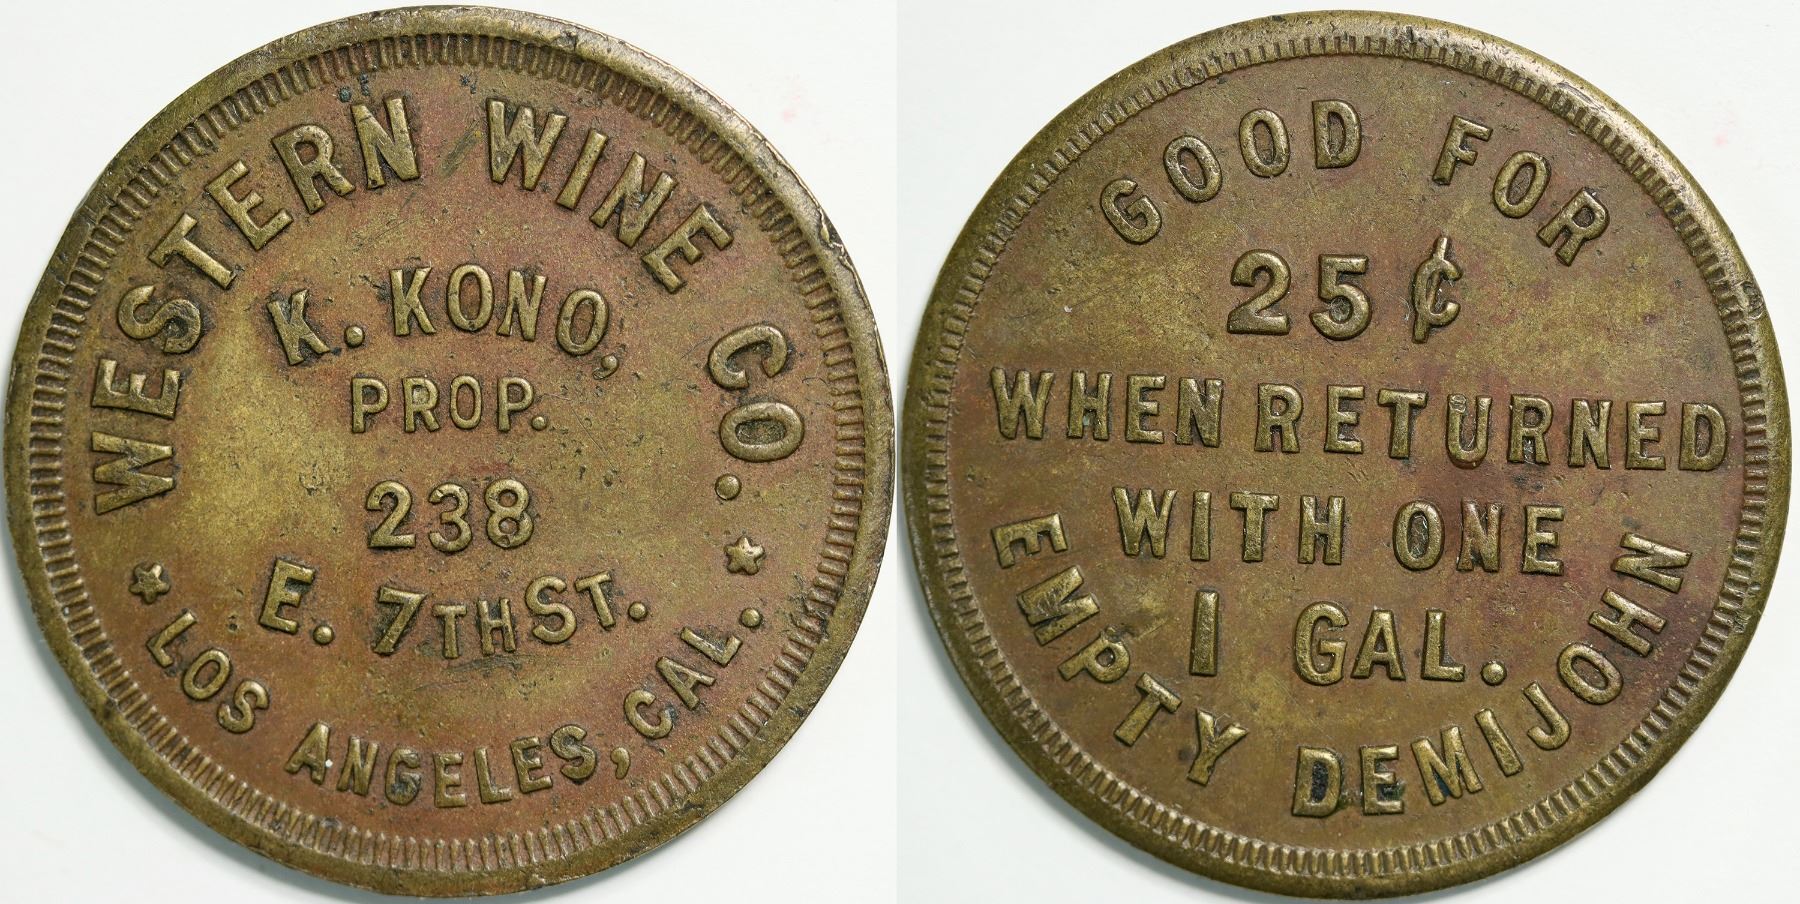 WESTERN WINE CO.
K. KONO,
PROP.
238
E. 7TH ST.
LOS ANGELES, CAL.
GOOD FOR
25¢
WHEN RETURNED
WITH ONE
1 GAL.
EMPTY DEMIJOHN